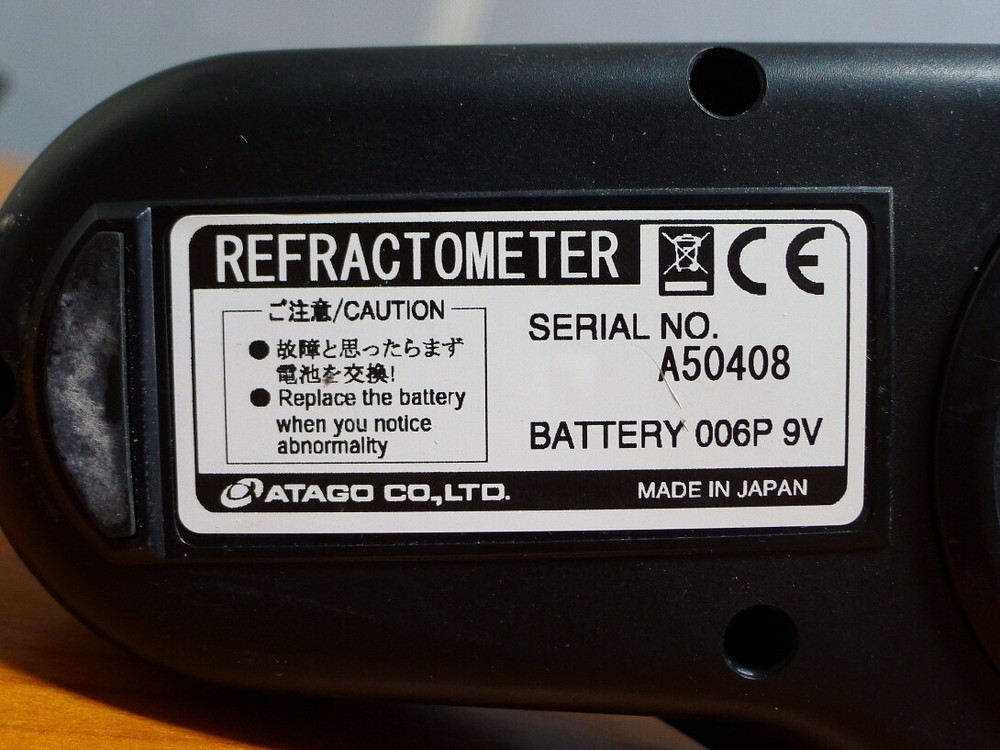 REFRACTOMETER
CE
ご注意/CAUTION
● 故障と思ったらまず
電池を交換!
● Replace the battery
when you notice
abnormality
SERIAL NO.
A50408
BATTERY 006P 9V
ATAGO CO.,LTD.
MADE IN JAPAN